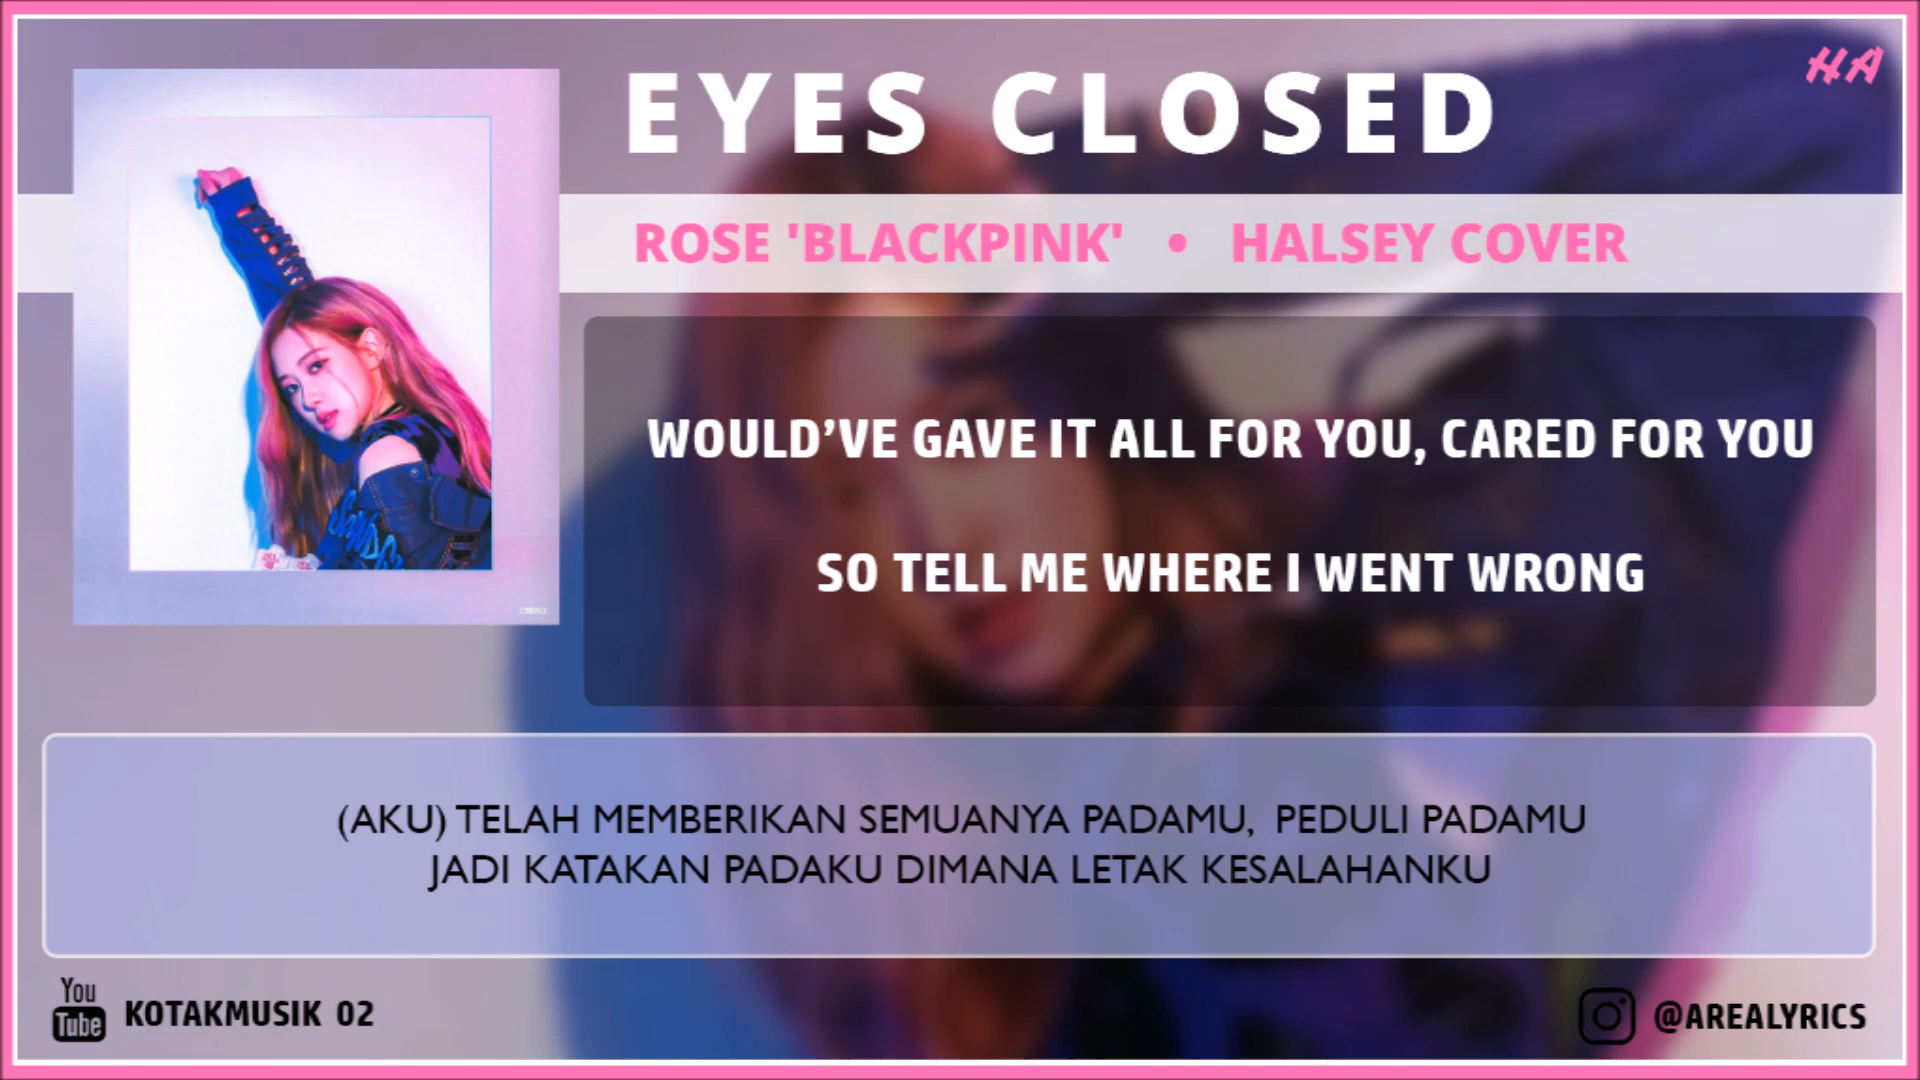 EYES CLOSED
HA
ROSE 'BLACKPINK' • HALSEY COVER
WOULD’VE GAVE IT ALL FOR YOU, CARED FOR YOU
SO TELL ME WHERE I WENT WRONG
(AKU) TELAH MEMBERIKAN SEMUANYA PADAMU, PEDULI PADAMU
JADI KATAKAN PADAKU DIMANA LETAK KESALAHANKU
You
Tube KOTAKMUSIK 02
@AREALYRICS